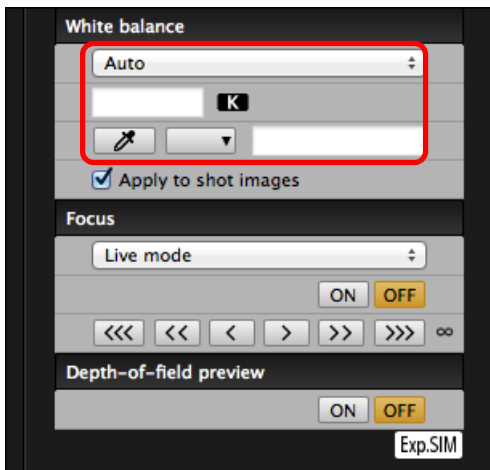 White balance
Auto
K
Apply to shot images
Focus
Live mode
ON OFF
<<< << < > >> >>> ∞
Depth-of-field preview
ON OFF
Exp.SIM